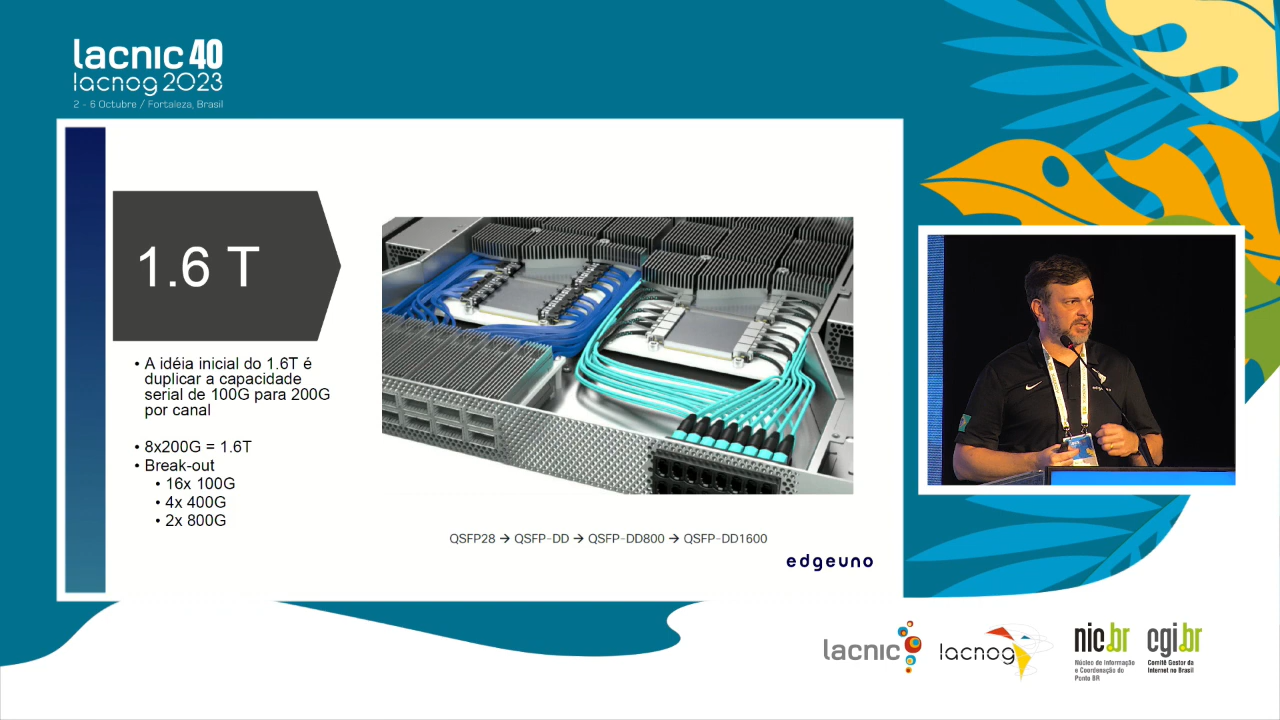 lacnic 40
lacnog 2023
2 - 6 Octubre / Fortaleza, Brasil
1.6 T
• A idéia inicial do 1.6T é
duplicar a capacidade
serial de 100G para 200G
por canal
• 8x200G = 1.6T
• Break-out
• 16x 100G
• 4x 400G
• 2x 800G
QSFP28 → QSFP-DD → QSFP-DD800 → QSFP-DD1600
edgeuno
lacnic
lacnog
nic.br
Núcleo de Informação
e Coordenação do
Ponto BR
cgi.br
Comitê Gestor da
Internet no Brasil